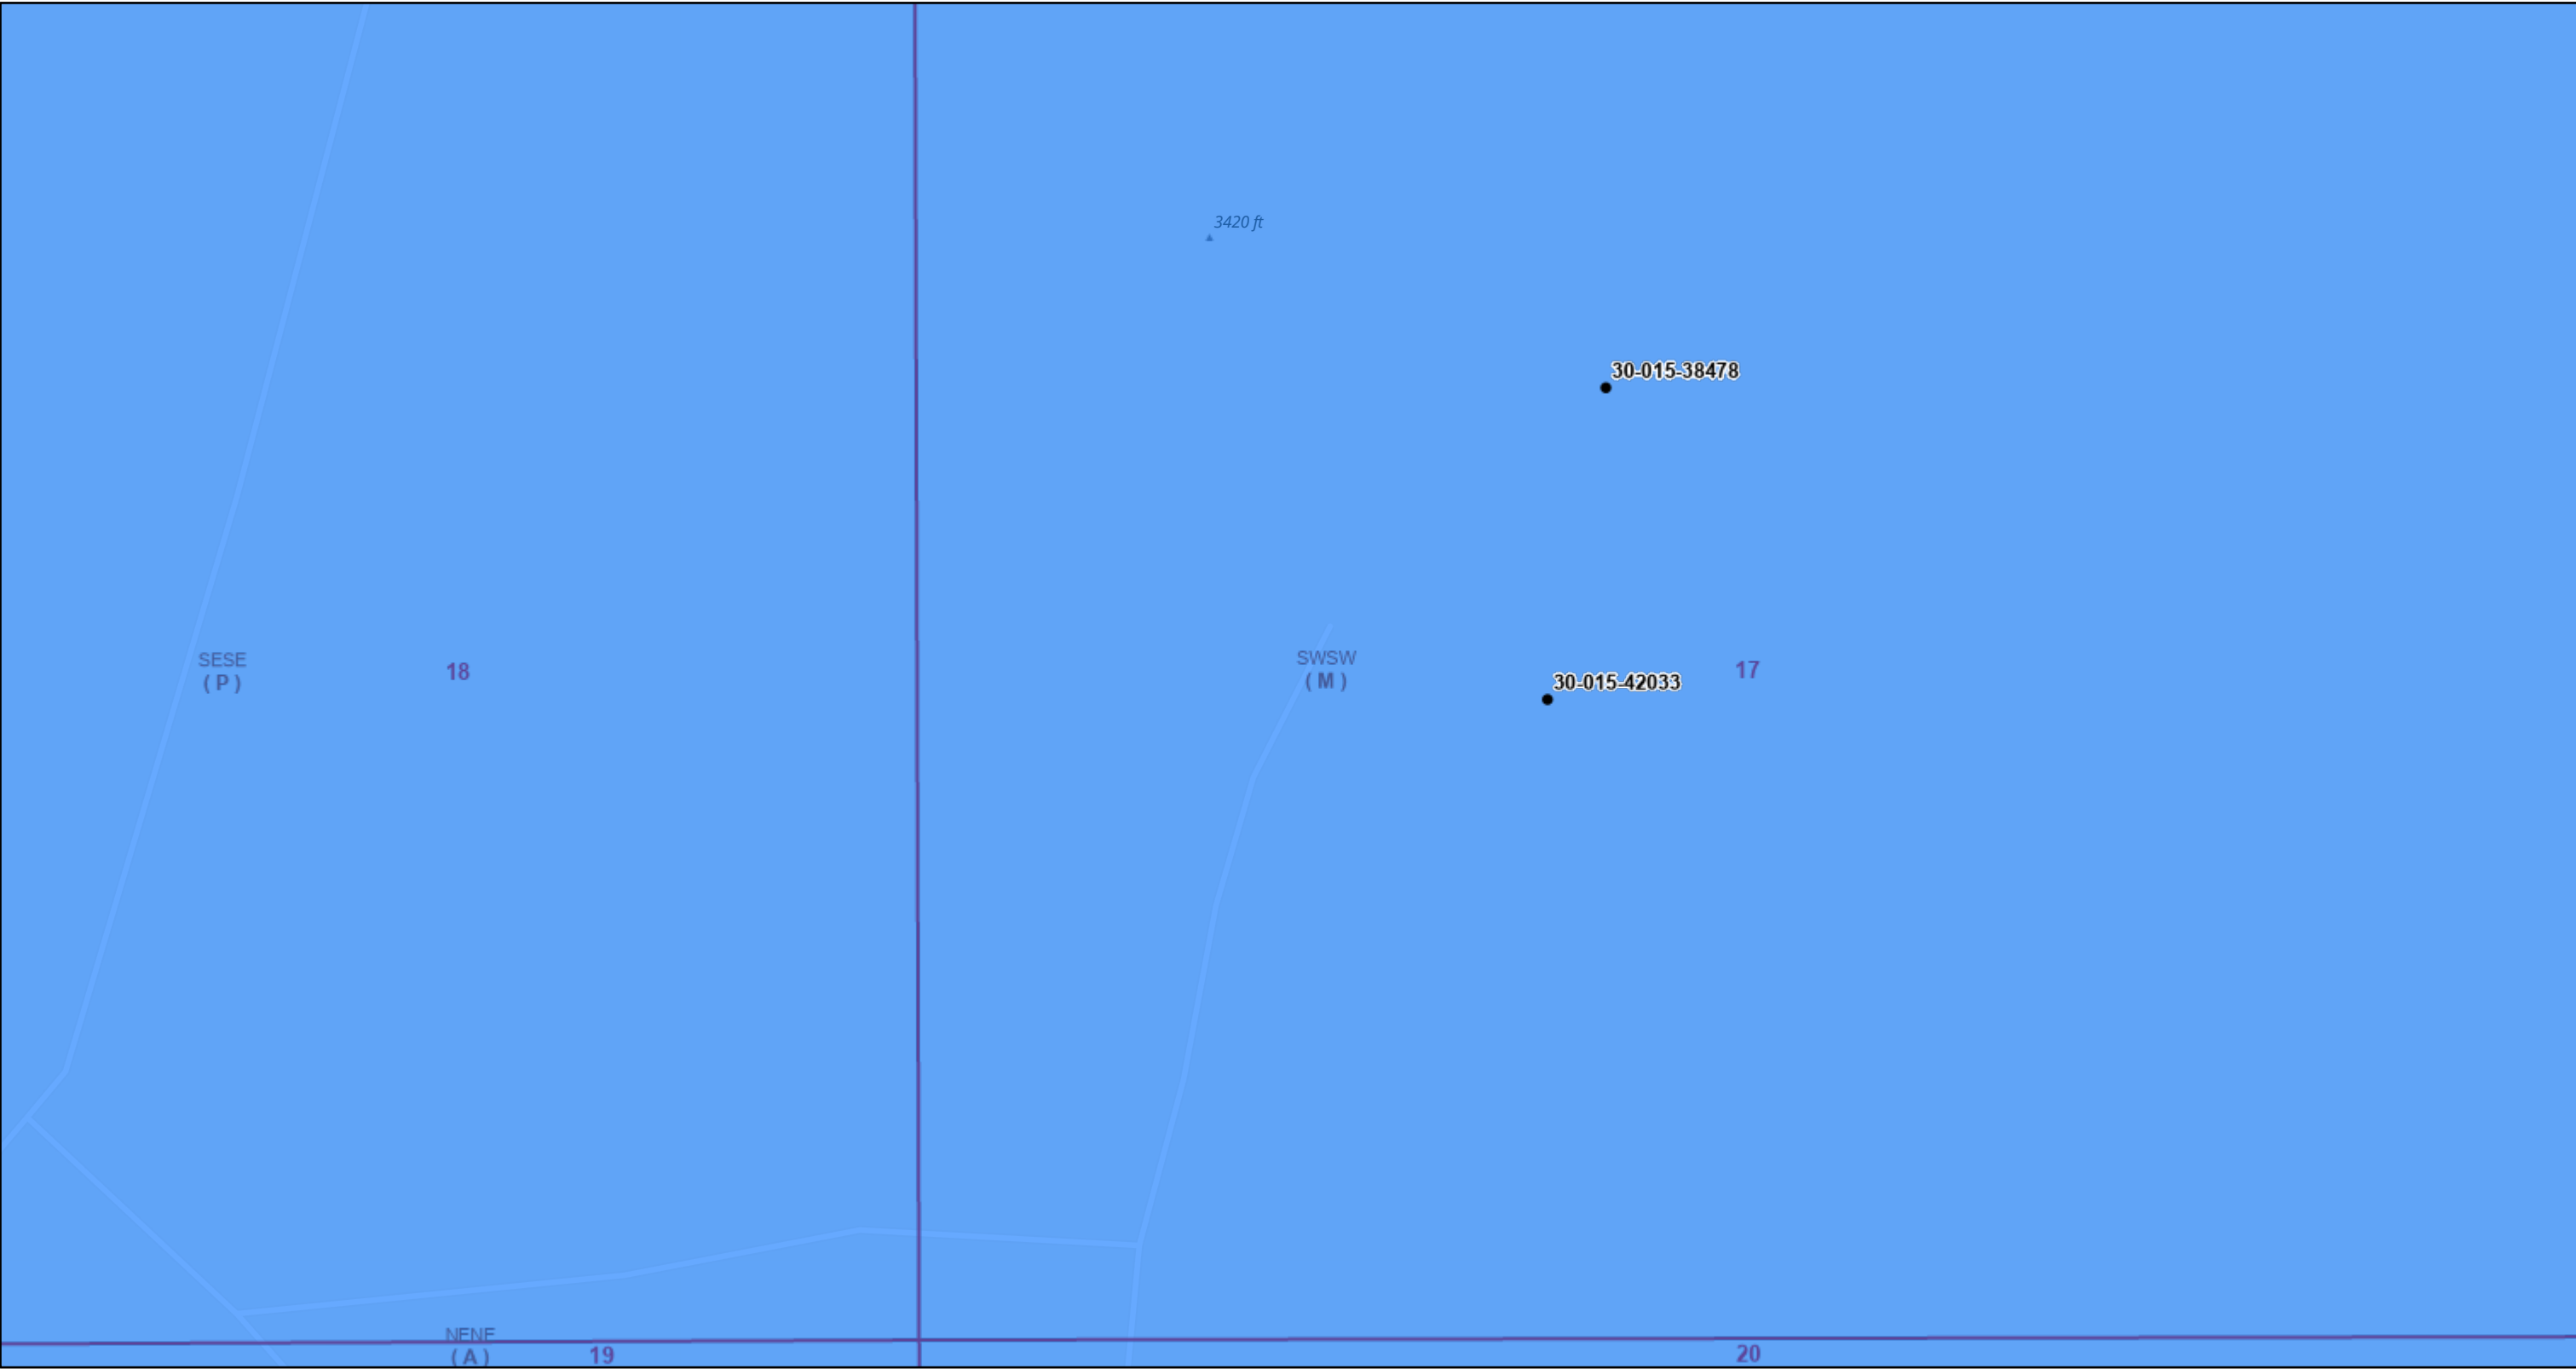 3420 ft
30-015-38478
SESE
( P )
18
SWSW
( M )
30-015-42033
17
NENE
( A )
19
20